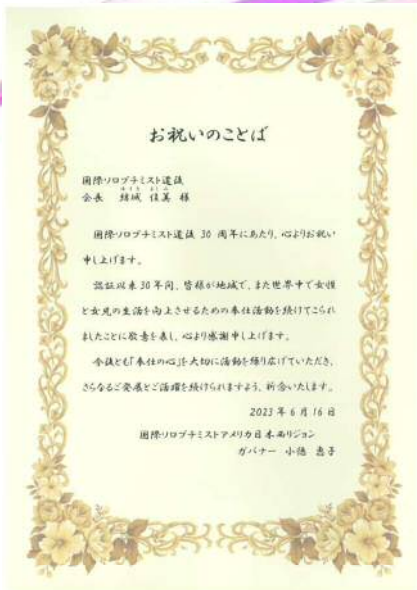 お祝いのことば
国際ソロプチミスト道後
会長 結城 佳美 様
国際ソロプチミスト道後 30 周年にあたり、心よりお祝い
申し上げます。
認証以来30年間、皆様が地域で、また世界中で女性
と女児の生活を向上させるための奉仕活動を続けてこられ
ましたことに敬意を表し、心より感謝申し上げます。
今後とも「奉仕の心」を大切に活動を繰り広げていただき、
さらなるご発展とご活躍を続けられますよう、祈念いたします。
2023 年 6 月 16 日
国際ソロプチミストアメリカ日本西リジョン
ガバナー 小徳 恵子